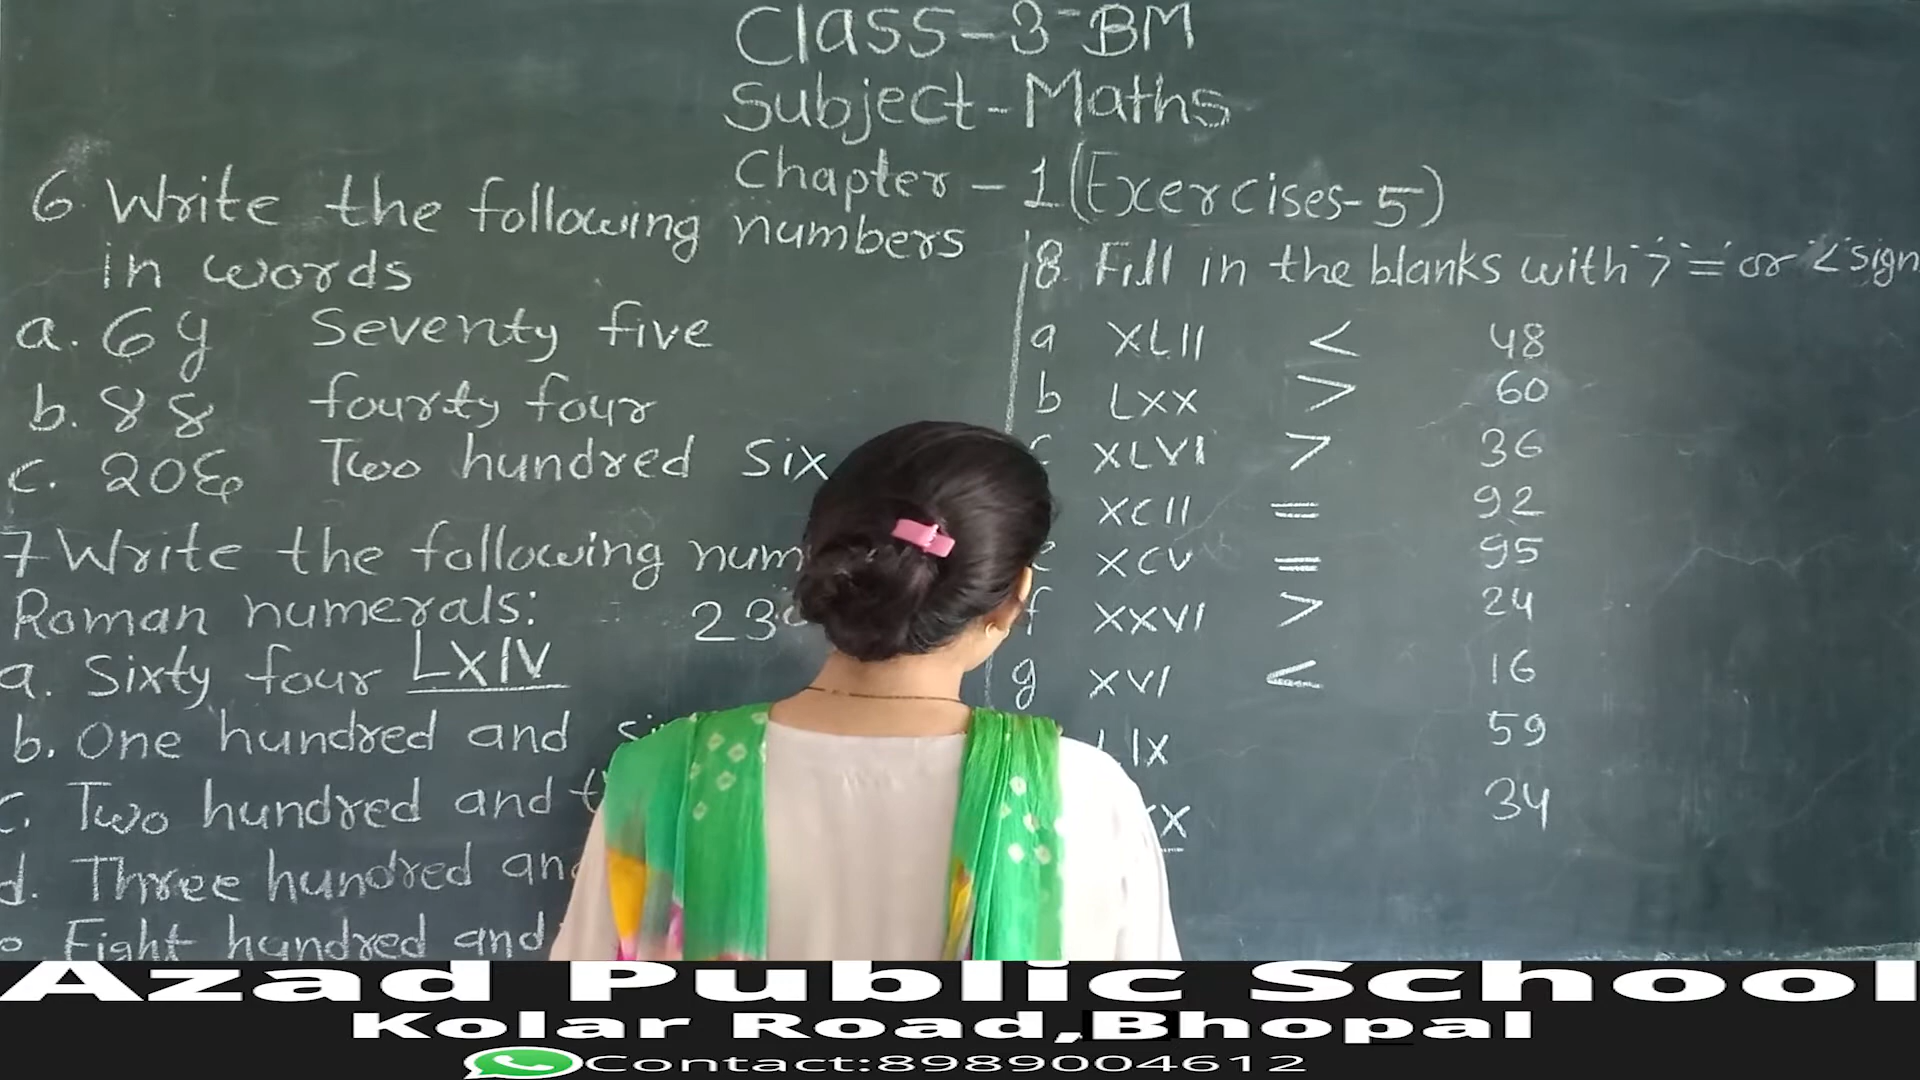 Class-3-BM
Subject-Maths
Chapter - 1 (Exercises-5)
6 Write the following numbers
in words
a. ७५ Seventy five
b. ४४ fourty four
c. २०६ Two hundred six
7 Write the following
Roman numerals:
a. Sixty four LXIV
b. One hundred and
c. Two hundred and
d. Three hundred and
e Eight hundred and
8. Fill in the blanks with '>' '=' or '<' sign
a XLII < 48
b LXX > 60
XLVI > 36
XCII = 92
XCV = 95
f XXVI > 24
g XVI < 16
LIX 59
34
Azad Public School
Kolar Road,Bhopal
Contact:8989004612